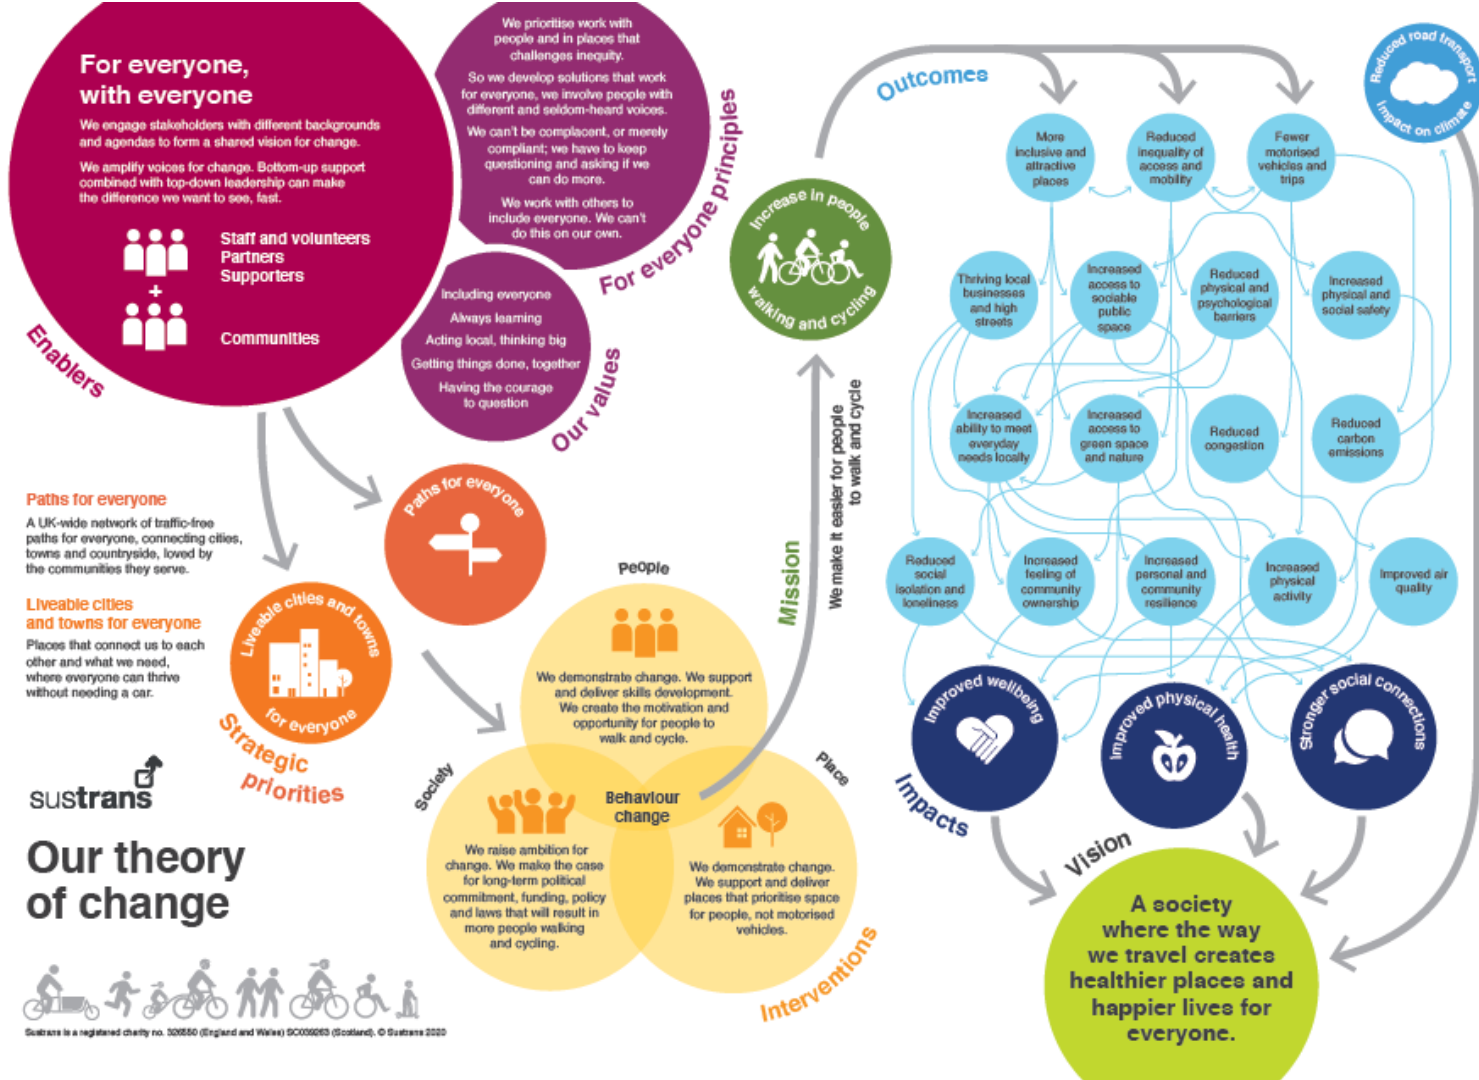 For everyone,
with everyone
We engage stakeholders with different backgrounds
and agendas to form a shared vision for change.
We amplify voices for change. Bottom-up support
combined with top-down leadership can make
the difference we want to see, fast.
Staff and volunteers
Partners
Supporters
+
Communities
Enablers
We prioritise work with
people and in places that
challenges inequity.
So we develop solutions that work
for everyone, we involve people with
different and seldom-heard voices.
We can't be complacent, or merely
compliant; we have to keep
questioning and asking if we
can do more.
We work with others to
include everyone. We can't
do this on our own.
For everyone principles
Including everyone
Always learning
Acting local, thinking big
Getting things done, together
Having the courage
to question
Our values
Paths for everyone
A UK-wide network of traffic-free
paths for everyone, connecting cities,
towns and countryside, loved by
the communities they serve.
Liveable cities
and towns for everyone
Places that connect us to each
other and what we need,
where everyone can thrive
without needing a car.
Paths for everyone
Liveable cities and towns
for everyone
Strategic
priorities
People
We demonstrate change. We support
and deliver skills development.
We create the motivation and
opportunity for people to
walk and cycle.
Society
We raise ambition for
change. We make the case
for long-term political
commitment, funding, policy
and laws that will result in
more people walking
and cycling.
Behaviour
change
Place
We demonstrate change.
We support and deliver
places that prioritise space
for people, not motorised
vehicles.
Interventions
Mission
We make it easier for people
to walk and cycle
Increase in people
walking and cycling
Outcomes
More
inclusive and
attractive
places
Reduced
inequality of
access and
mobility
Fewer
motorised
vehicles and
trips
Reduced road transport
impact on climate
Thriving local
businesses
and high
streets
Increased
access to
sociable
public
space
Reduced
physical and
psychological
barriers
Increased
physical and
social safety
Increased
ability to meet
everyday
needs locally
Increased
access to
green space
and nature
Reduced
congestion
Reduced
carbon
emissions
Reduced
social
isolation and
loneliness
Increased
feeling of
community
ownership
Increased
personal and
community
resilience
Increased
physical
activity
Improved air
quality
Improved wellbeing
Improved physical health
Stronger social connections
Impacts
Vision
A society
where the way
we travel creates
healthier places and
happier lives for
everyone.
sustrans
Our theory
of change
Sustrans is a registered charity no. 326550 (England and Wales) SC039263 (Scotland). © Sustrans 2020